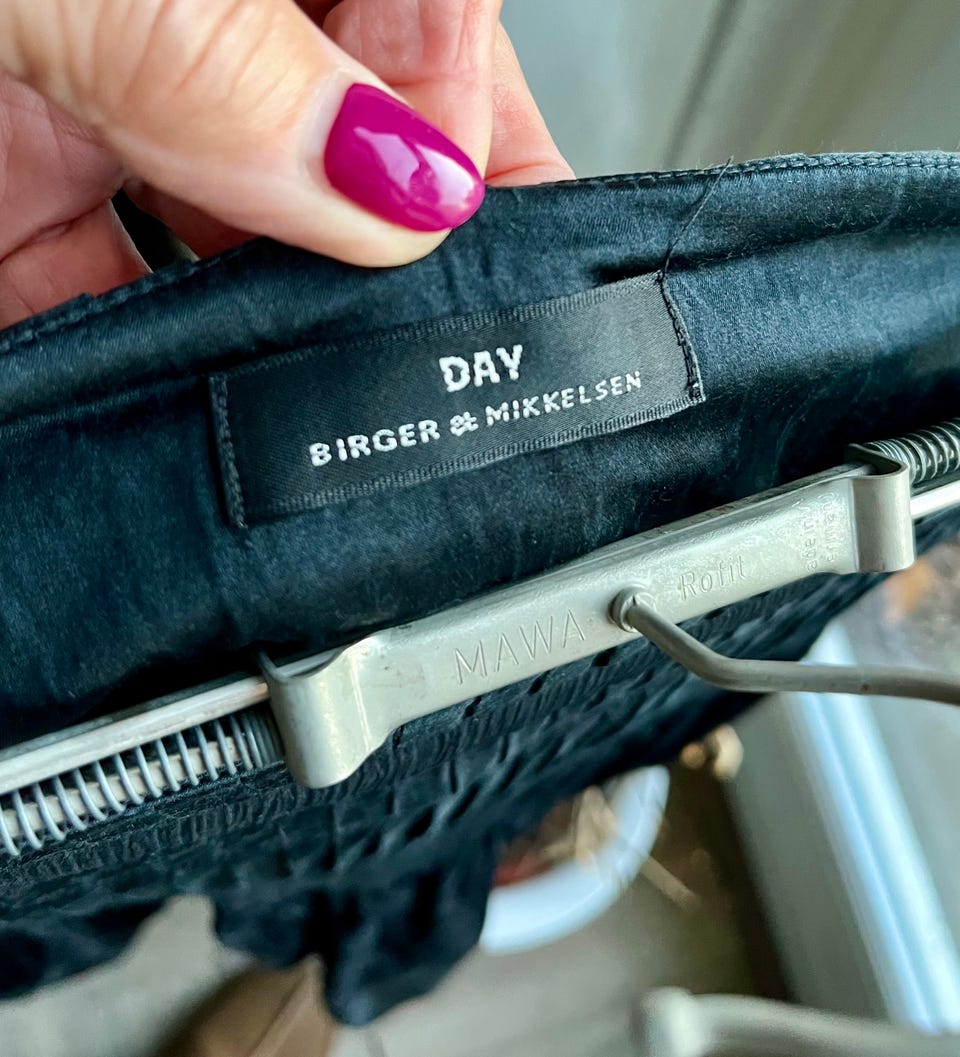 DAY
BIRGER & MIKKELSEN
MAWA Rofit